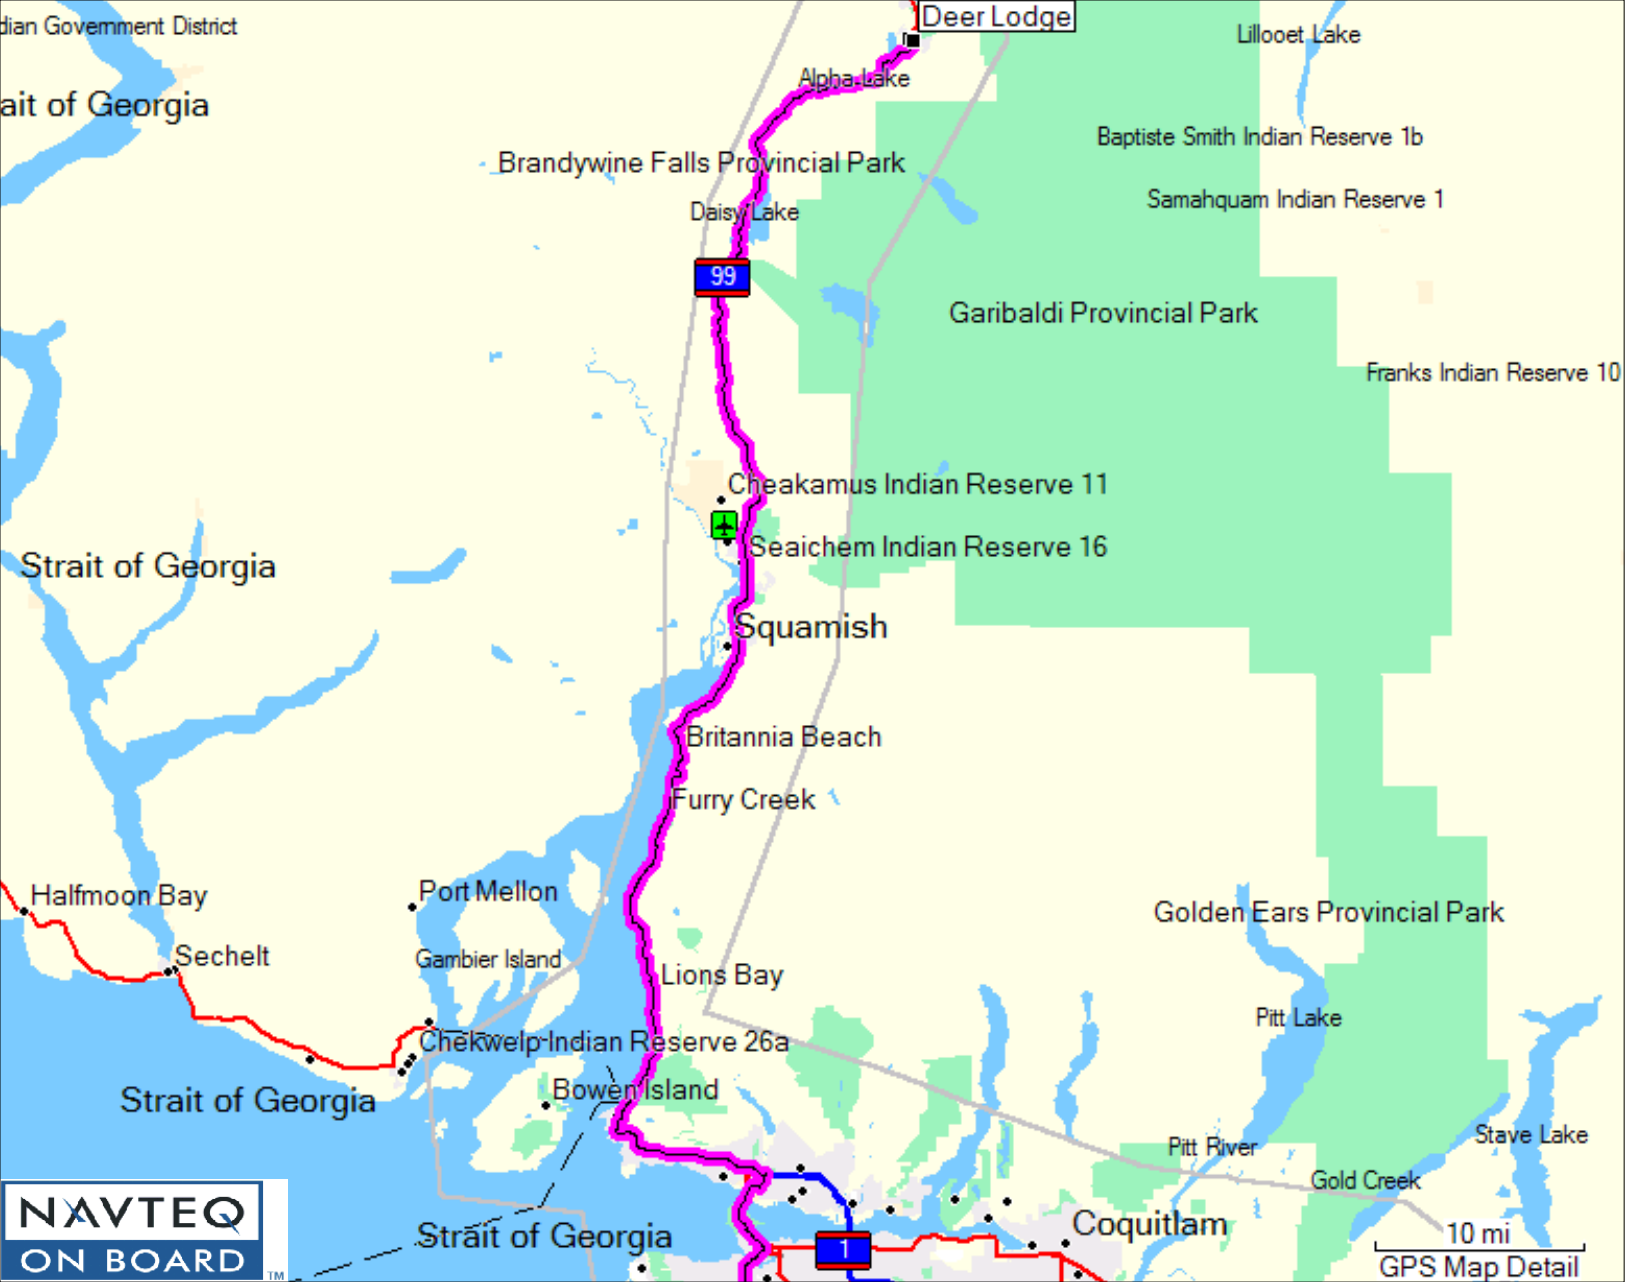 Deer Lodge
dian Government District
Lillooet Lake
Alpha Lake
ait of Georgia
Baptiste Smith Indian Reserve 1b
Brandywine Falls Provincial Park
Samahquam Indian Reserve 1
Daisy Lake
99
Garibaldi Provincial Park
Franks Indian Reserve 10
Cheakamus Indian Reserve 11
Seaichem Indian Reserve 16
Strait of Georgia
Squamish
Britannia Beach
Furry Creek
Port Mellon
Halfmoon Bay
Golden Ears Provincial Park
Sechelt
Gambier Island
Lions Bay
Pitt Lake
Chekwelp Indian Reserve 26a
Bowen Island
Strait of Georgia
Stave Lake
Pitt River
Gold Creek
NAVTEQ
ON BOARD
TM
Strait of Georgia
Coquitlam
1
10 mi
GPS Map Detail